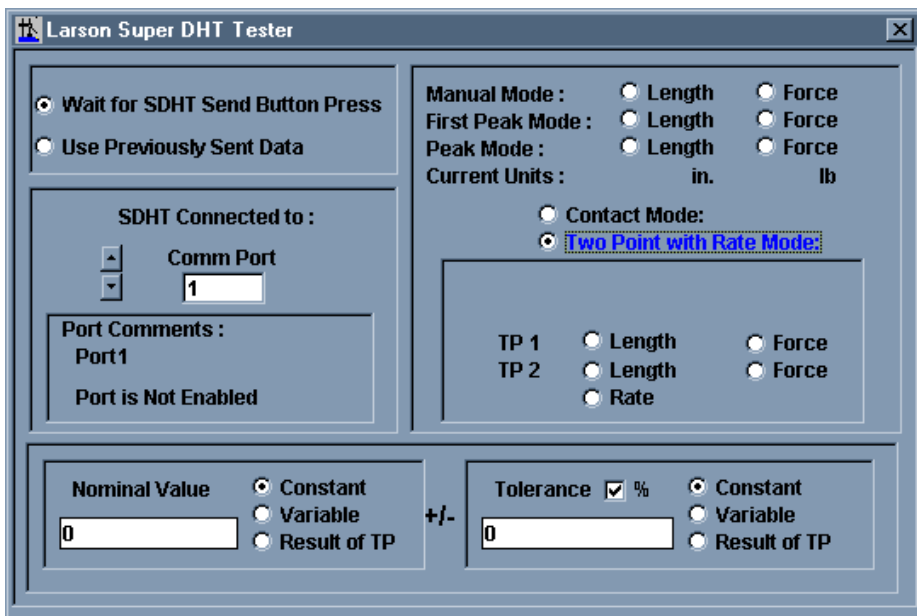 Larson Super DHT Tester
Wait for SDHT Send Button Press
Use Previously Sent Data
SDHT Connected to :
Comm Port
1
Port Comments :
Port1
Port is Not Enabled
Manual Mode : Length Force
First Peak Mode : Length Force
Peak Mode : Length Force
Current Units : in. lb
Contact Mode:
Two Point with Rate Mode:
TP 1 Length Force
TP 2 Length Force
Rate
Nominal Value
0
Constant
Variable
Result of TP
+/-
Tolerance %
0
Constant
Variable
Result of TP